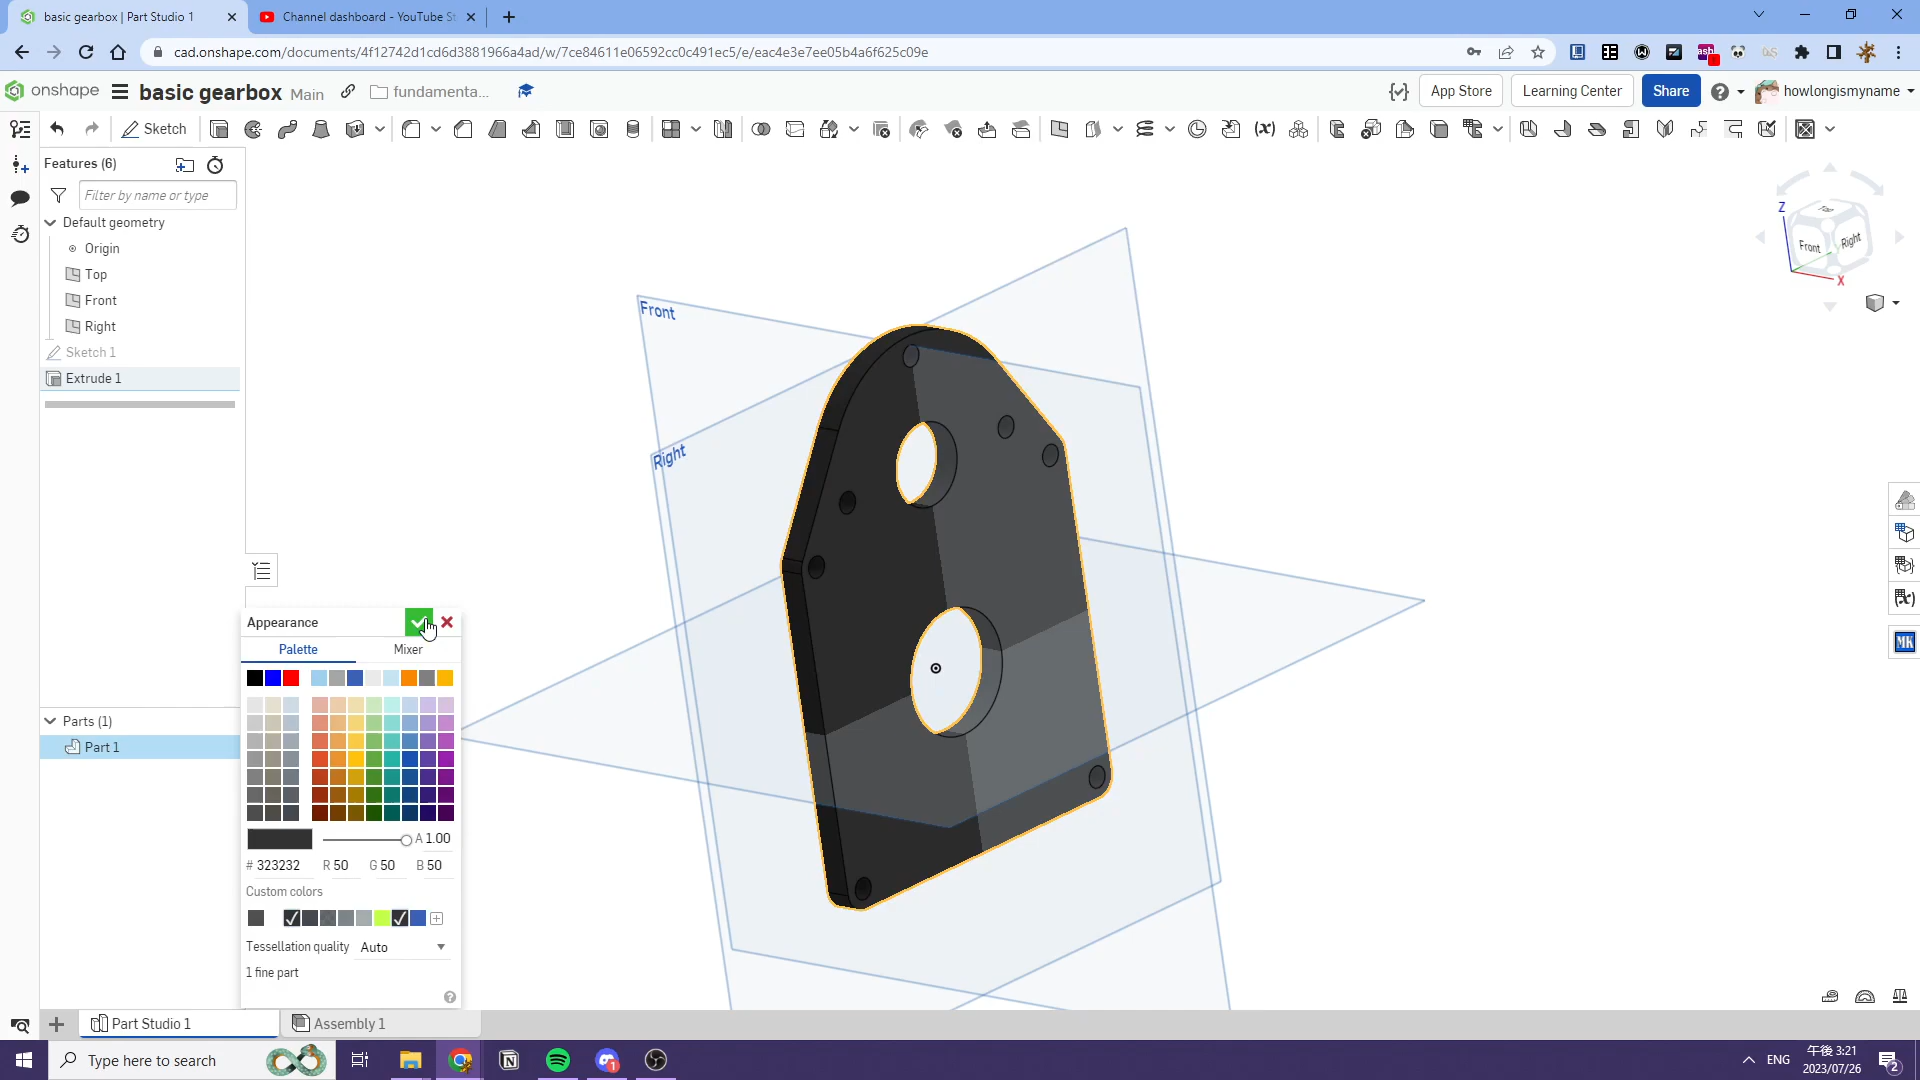 basic gearbox | Part Studio 1
Channel dashboard - YouTube St
cad.onshape.com/documents/4f12742d1cd6d3881966a4ad/w/7ce84611e06592cc0c491ec5/e/eac4e3e7ee05b4a6f625c09e
onshape
basic gearbox Main
fundamenta...
App Store
Learning Center
Share
howlongismyname
Sketch
(x)
Features (6)
Filter by name or type
Default geometry
Origin
Top
Front
Right
Sketch 1
Extrude 1
Front
Right
Z
Top
Front
Right
X
MK
Appearance
Palette
Mixer
A 1.00
# 323232
R 50
G 50
B 50
Custom colors
Tessellation quality
Auto
1 fine part
Parts (1)
Part 1
Part Studio 1
Assembly 1
Type here to search
1
ENG
午後 3:21
2023/07/26
2